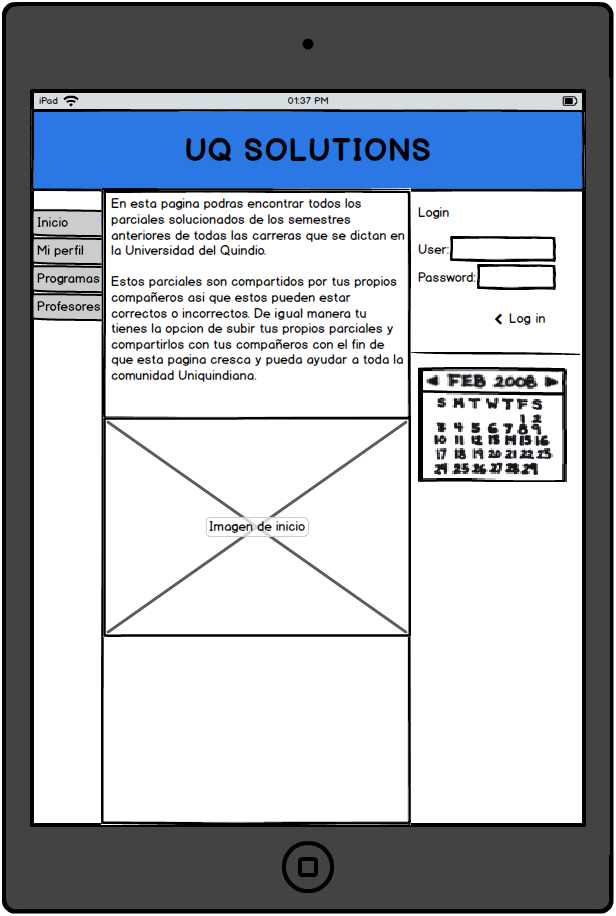 iPad
01:37 PM
UQ SOLUTIONS
Inicio
Mi perfil
Programas
Profesores
En esta pagina podras encontrar todos los
parciales solucionados de los semestres
anteriores de todas las carreras que se dictan en
la Universidad del Quindio.
Estos parciales son compartidos por tus propios
compañeros asi que estos pueden estar
correctos o incorrectos. De igual manera tu
tienes la opcion de subir tus propios parciales y
compartirlos con tus compañeros con el fin de
que esta pagina cresca y pueda ayudar a toda la
comunidad Uniquindiana.
Imagen de inicio
Login
User:
Password:
Log in
FEB 2008
S M T W T F S
1 2
3 4 5 6 7 8 9
10 11 12 13 14 15 16
17 18 19 20 21 22 23
24 25 26 27 28 29